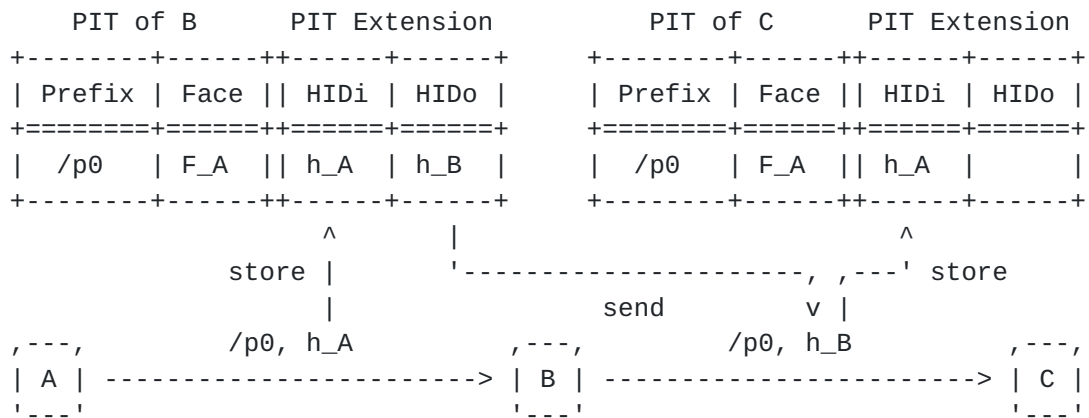 PIT of B PIT Extension PIT of C PIT Extension
| Prefix | Face || HIDi | HIDo | | Prefix | Face || HIDi | HIDo |
| /p0 | F_A || h_A | h_B | | /p0 | F_A || h_A | |
store send store
/p0, h_A /p0, h_B
| A | | B | | C |